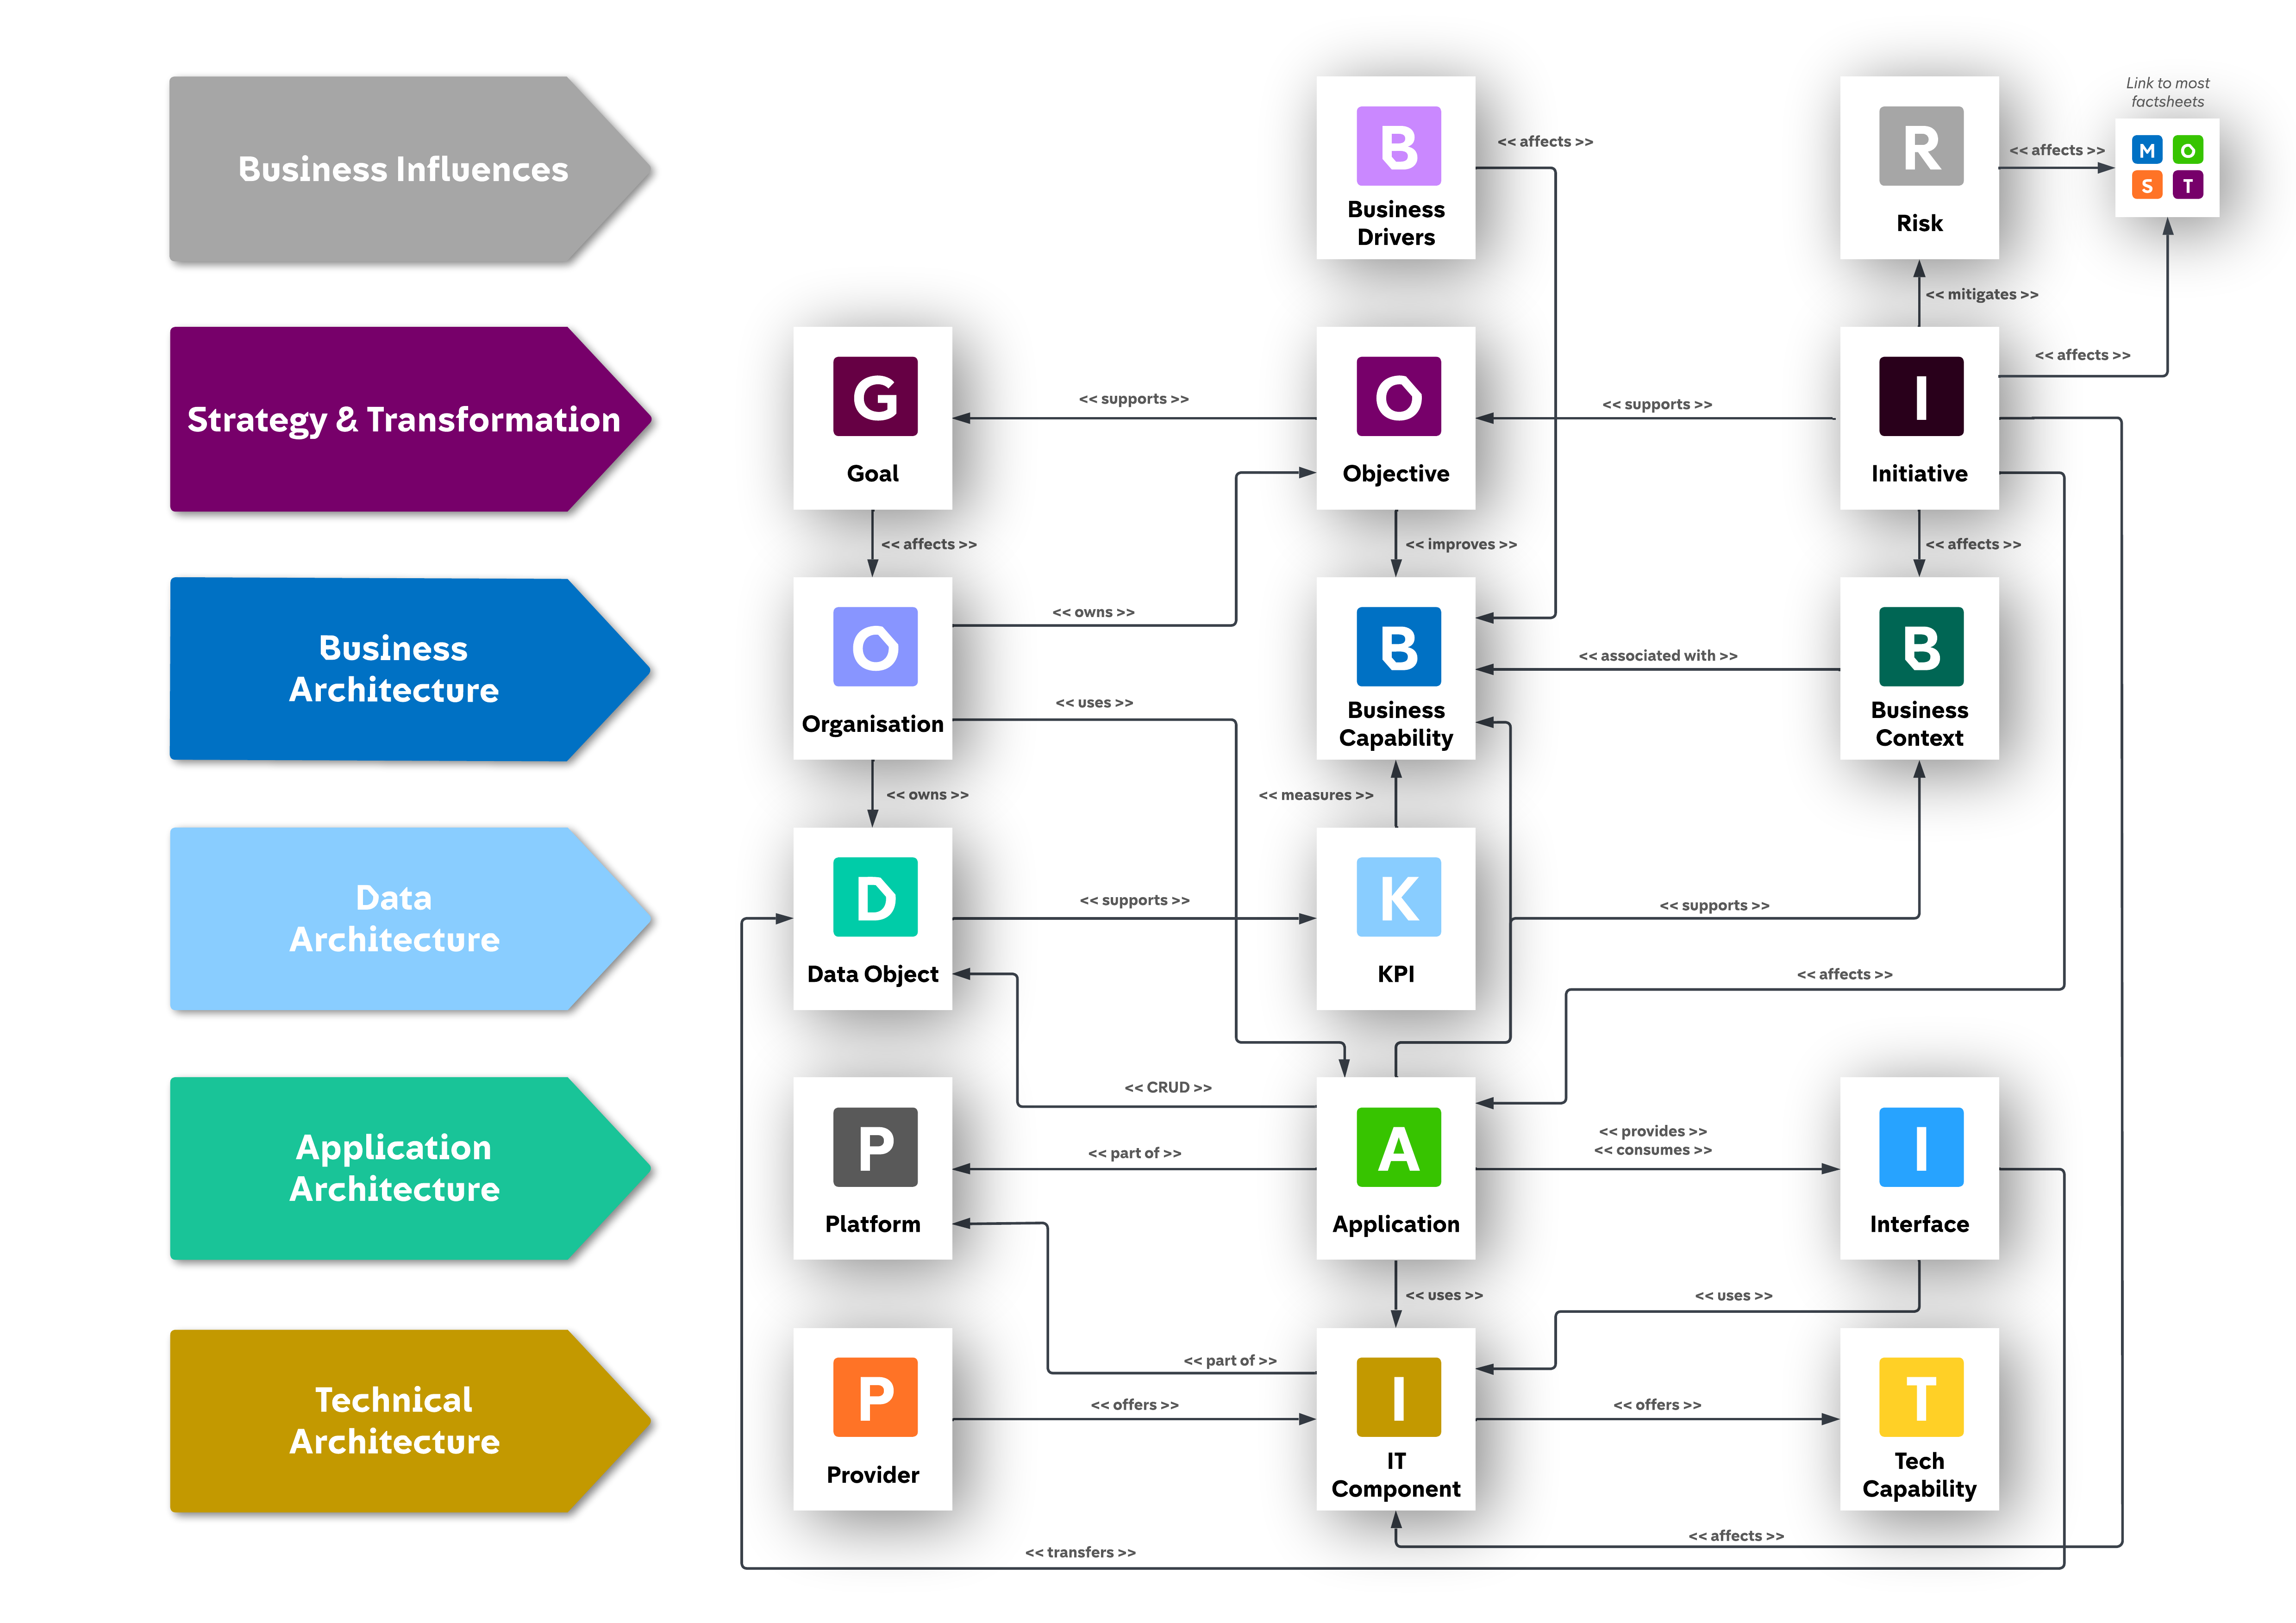 Link to most
factsheets
Business Influences
B
Business
Drivers
<< affects >>
R
Risk
<< affects >>
M
O
S
T
<< mitigates >>
Strategy & Transformation
G
Goal
<< supports >>
O
Objective
<< supports >>
I
Initiative
<< affects >>
<< affects >>
<< improves >>
<< affects >>
Business
Architecture
O
Organisation
<< owns >>
<< uses >>
B
Business
Capability
<< associated with >>
B
Business
Context
<< owns >>
<< measures >>
Data
Architecture
D
Data Object
<< supports >>
K
KPI
<< supports >>
<< affects >>
<< CRUD >>
Application
Architecture
P
Platform
<< part of >>
A
Application
<< provides >>
<< consumes >>
I
Interface
<< uses >>
<< uses >>
Technical
Architecture
P
Provider
<< part of >>
<< offers >>
I
IT
Component
<< offers >>
T
Tech
Capability
<< affects >>
<< transfers >>